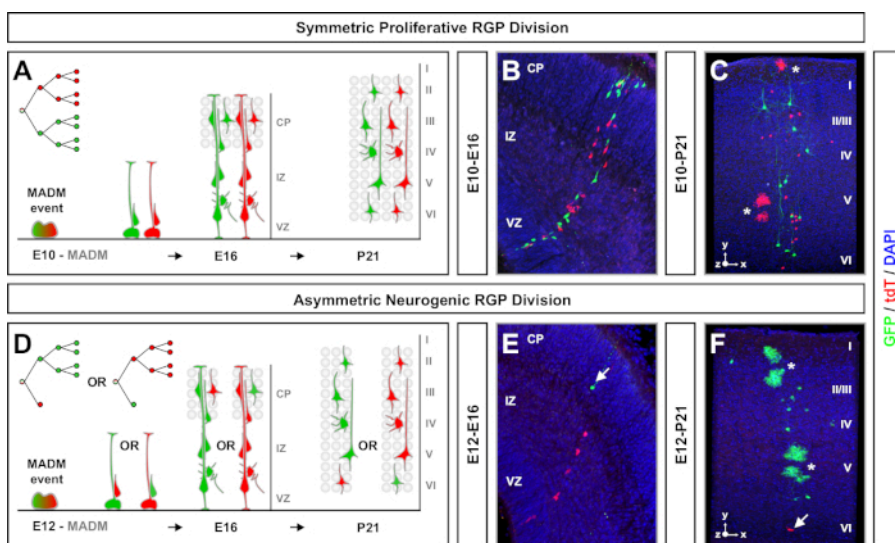 Symmetric Proliferative RGP Division
A
MADM
event
E10 - MADM
E16
P21
CP
IZ
VZ
I
II
III
IV
V
VI
E10-E16
B
CP
IZ
VZ
E10-P21
C
*
I
II/III
IV
V
*
VI
y
z
x
GFP / tdT / DAPI
Asymmetric Neurogenic RGP Division
D
OR
MADM
event
OR
OR
OR
E12 - MADM
E16
P21
CP
IZ
VZ
I
II
III
IV
V
VI
E12-E16
E
CP
IZ
VZ
E12-P21
F
I
*
II/III
IV
V
*
VI
y
z
x